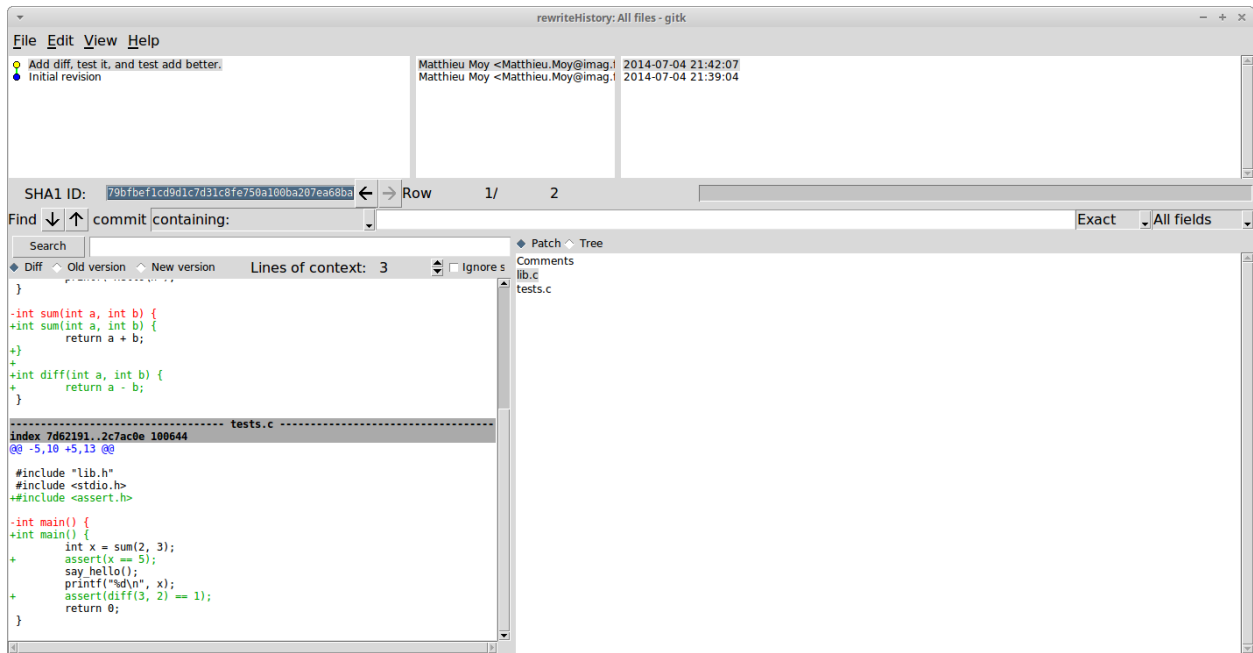 rewriteHistory: All files - gitk
File Edit View Help
Add diff, test it, and test add better. Matthieu Moy <Matthieu.Moy@imag. 2014-07-04 21:42:07
Initial revision Matthieu Moy <Matthieu.Moy@imag. 2014-07-04 21:39:04
SHA1 ID: 79bfbef1cd9d1c7d31c8fe750a100ba207ea68ba Row 1/ 2
Find commit containing: Exact All fields
Search
Patch Tree
Diff Old version New version Lines of context: 3 Ignore s
Comments
lib.c
tests.c
}
-int sum(int a, int b) {
+int sum(int a, int b) {
return a + b;
+}
+
+int diff(int a, int b) {
+ return a - b;
}
---------------------------------- tests.c ----------------------------------
index 7d62191..2c7ac0e 100644
@@ -5,10 +5,13 @@
#include "lib.h"
#include <stdio.h>
+#include <assert.h>
-int main() {
+int main() {
int x = sum(2, 3);
+ assert(x == 5);
say_hello();
printf("%d\n", x);
+ assert(diff(3, 2) == 1);
return 0;
}